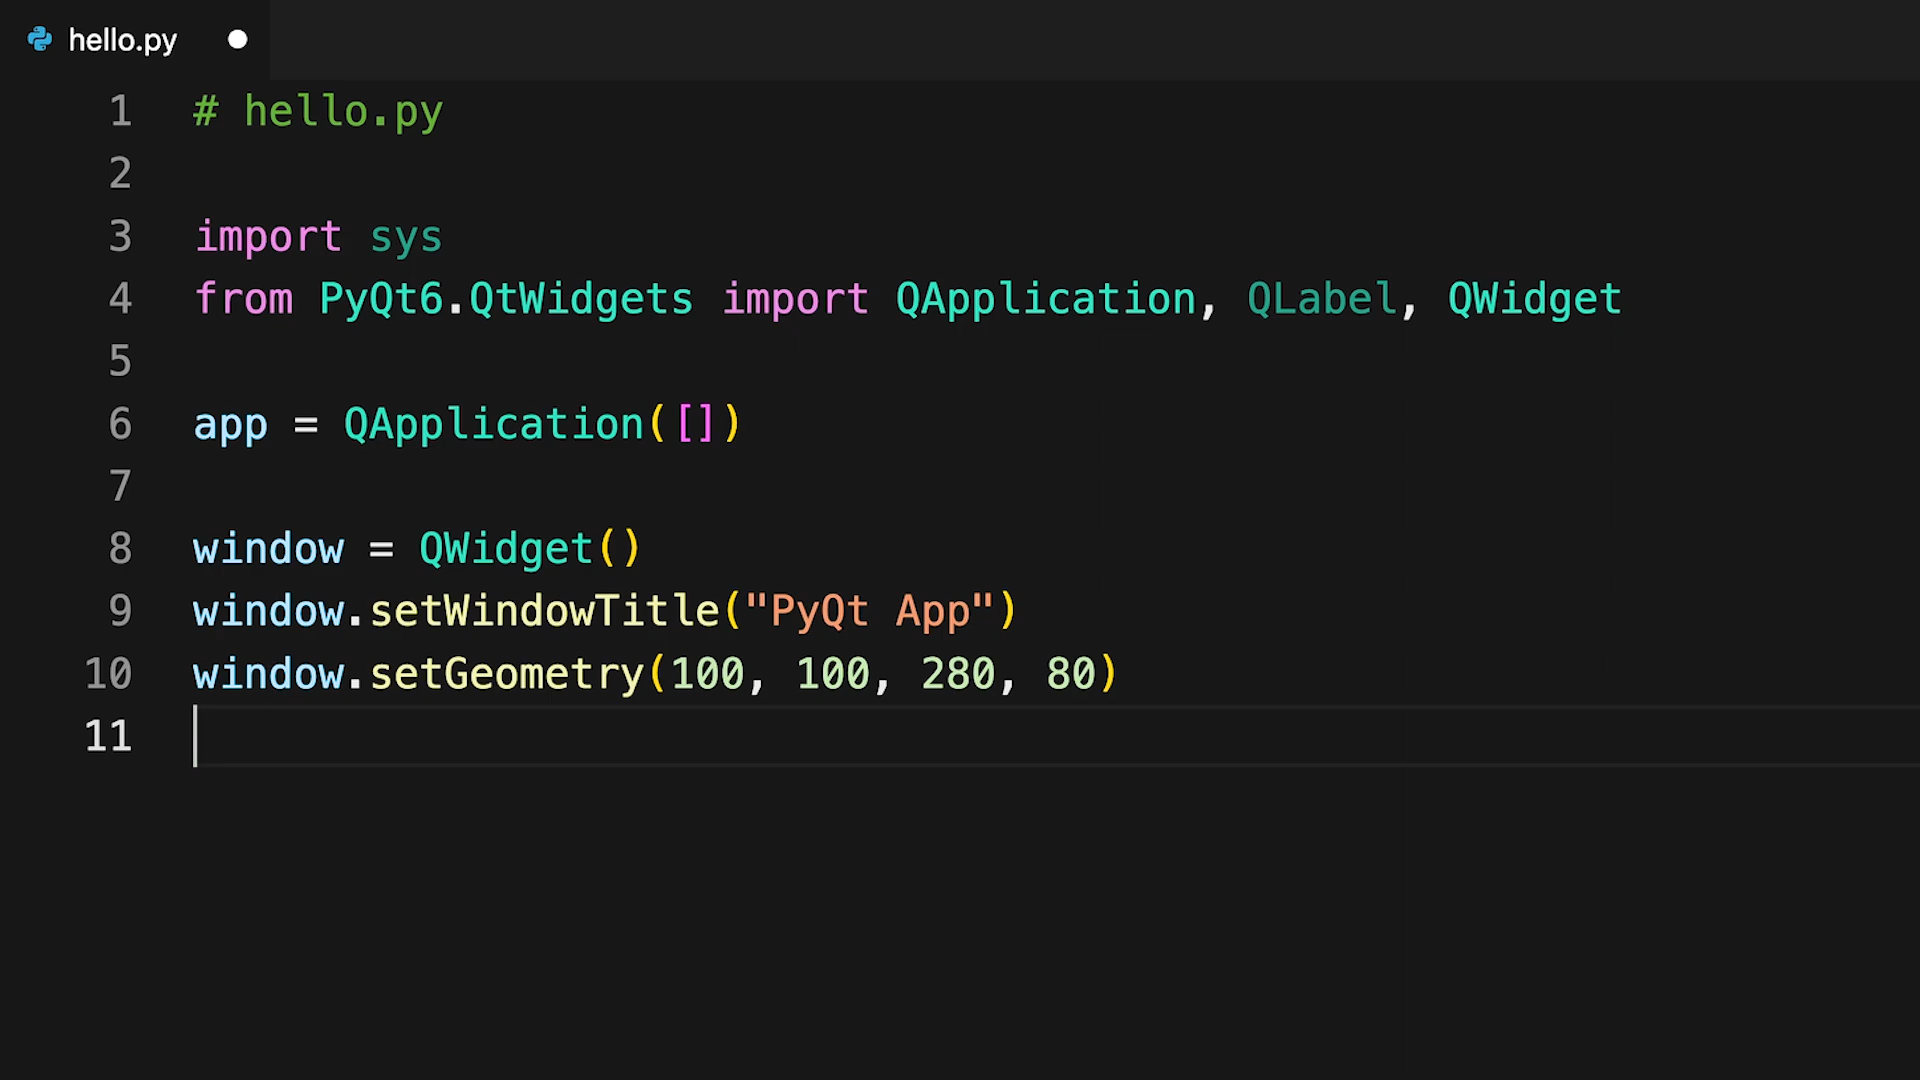 hello.py
1 # hello.py
2
3 import sys
4 from PyQt6.QtWidgets import QApplication, QLabel, QWidget
5
6 app = QApplication([])
7
8 window = QWidget()
9 window.setWindowTitle("PyQt App")
10 window.setGeometry(100, 100, 280, 80)
11